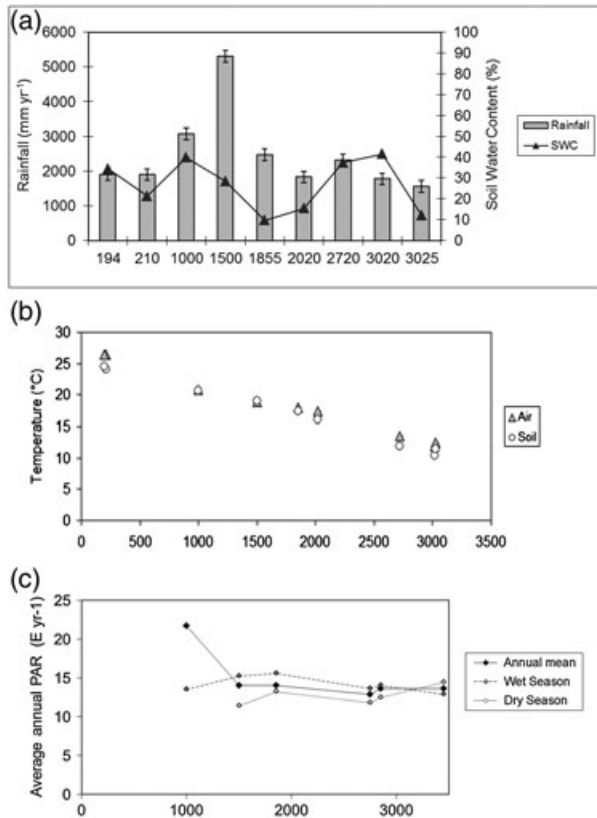 (a)
6000
5000
4000
3000
2000
1000
0
Rainfall (mm yr⁻¹)
100
90
80
70
60
50
40
30
20
10
0
Soil Water Content (%)
Rainfall
SWC
194 210 1000 1500 1855 2020 2720 3020 3025
(b)
30
25
20
15
10
5
0
Temperature (°C)
Air
Soil
0 500 1000 1500 2000 2500 3000 3500
(c)
25
20
15
10
5
0
Average annual PAR (E yr-1)
Annual mean
Wet Season
Dry Season
0 1000 2000 3000